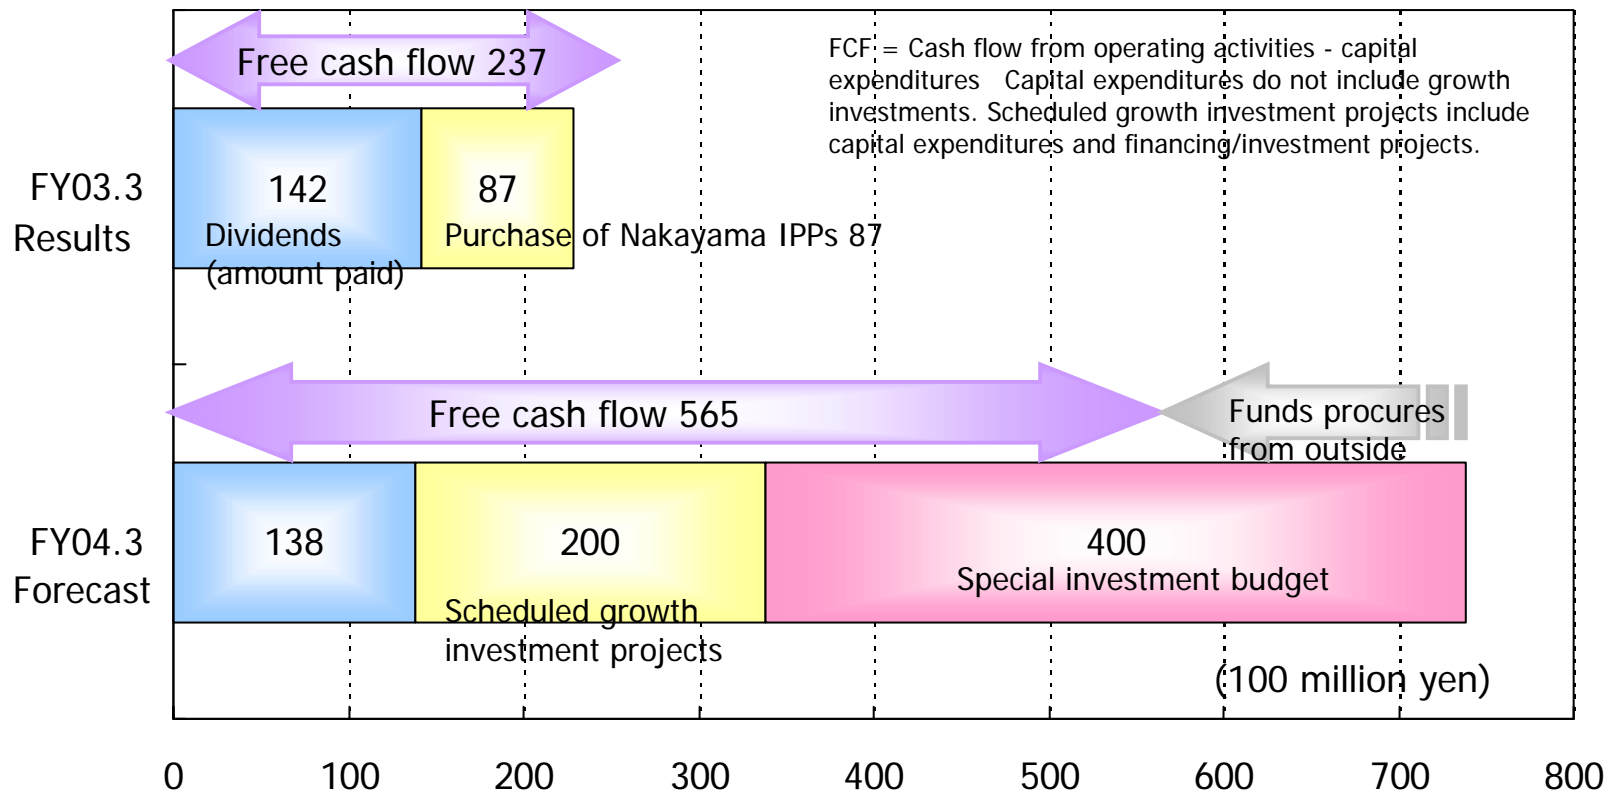 Free cash flow 237
FCF = Cash flow from operating activities - capital
expenditures   Capital expenditures do not include growth
investments. Scheduled growth investment projects include
capital expenditures and financing/investment projects.
FY03.3
Results
142
Dividends
(amount paid)
87
Purchase of Nakayama IPPs 87
Free cash flow 565
Funds procures
from outside
FY04.3
Forecast
138
200
Scheduled growth
investment projects
400
Special investment budget
(100 million yen)
0 100 200 300 400 500 600 700 800